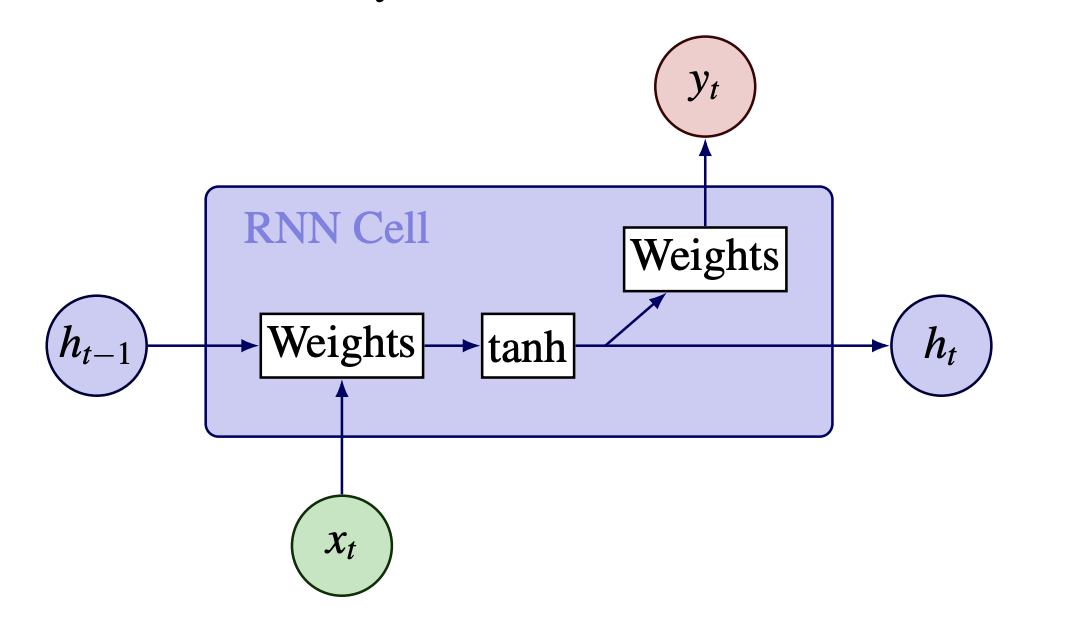 y_t
RNN Cell
Weights
h_{t−1}
Weights
tanh
h_t
x_t